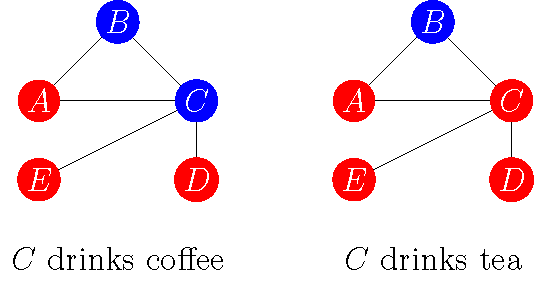 B B
A C A C
E D E D
C drinks coffee C drinks tea